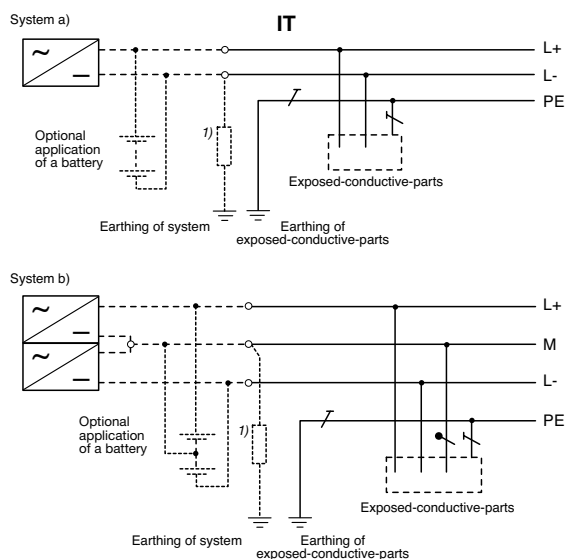 System a)
IT
L+
L-
PE
Optional
application
of a battery
1)
Exposed-conductive-parts
Earthing of system
Earthing of
exposed-conductive-parts
System b)
L+
M
L-
PE
Optional
application
of a battery
1)
Exposed-conductive-parts
Earthing of system
Earthing of
exposed-conductive-parts